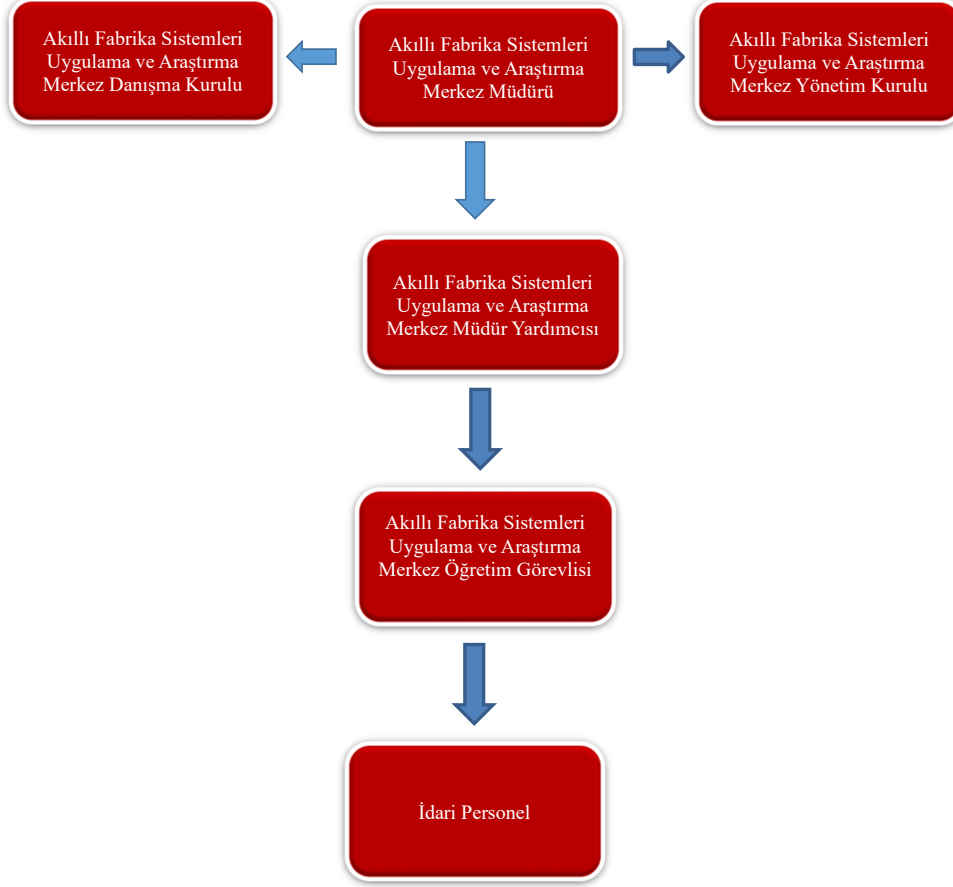 Akıllı Fabrika Sistemleri
Uygulama ve Araştırma
Merkez Danışma Kurulu
Akıllı Fabrika Sistemleri
Uygulama ve Araştırma
Merkez Müdürü
Akıllı Fabrika Sistemleri
Uygulama ve Araştırma
Merkez Yönetim Kurulu
Akıllı Fabrika Sistemleri
Uygulama ve Araştırma
Merkez Müdür Yardımcısı
Akıllı Fabrika Sistemleri
Uygulama ve Araştırma
Merkez Öğretim Görevlisi
İdari Personel